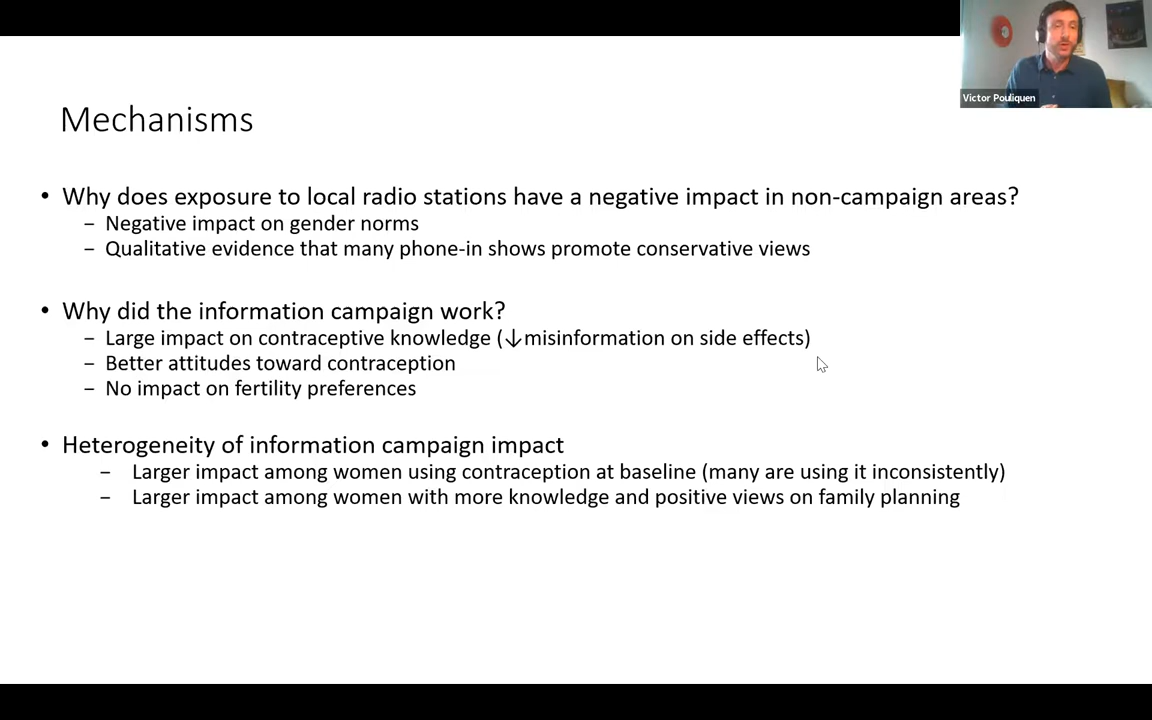 Victor Pouliquen
Mechanisms
• Why does exposure to local radio stations have a negative impact in non-campaign areas?
– Negative impact on gender norms
– Qualitative evidence that many phone-in shows promote conservative views
• Why did the information campaign work?
– Large impact on contraceptive knowledge (↓misinformation on side effects)
– Better attitudes toward contraception
– No impact on fertility preferences
• Heterogeneity of information campaign impact
– Larger impact among women using contraception at baseline (many are using it inconsistently)
– Larger impact among women with more knowledge and positive views on family planning